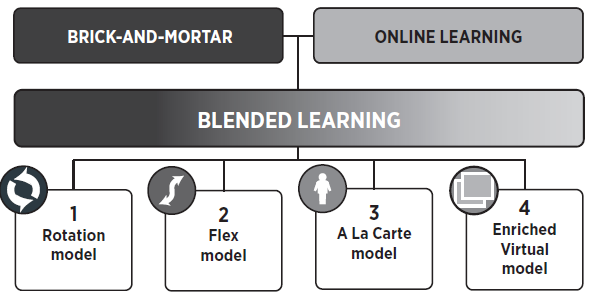 BRICK-AND-MORTAR
ONLINE LEARNING
BLENDED LEARNING
1
Rotation
model
2
Flex
model
3
A La Carte
model
4
Enriched
Virtual
model